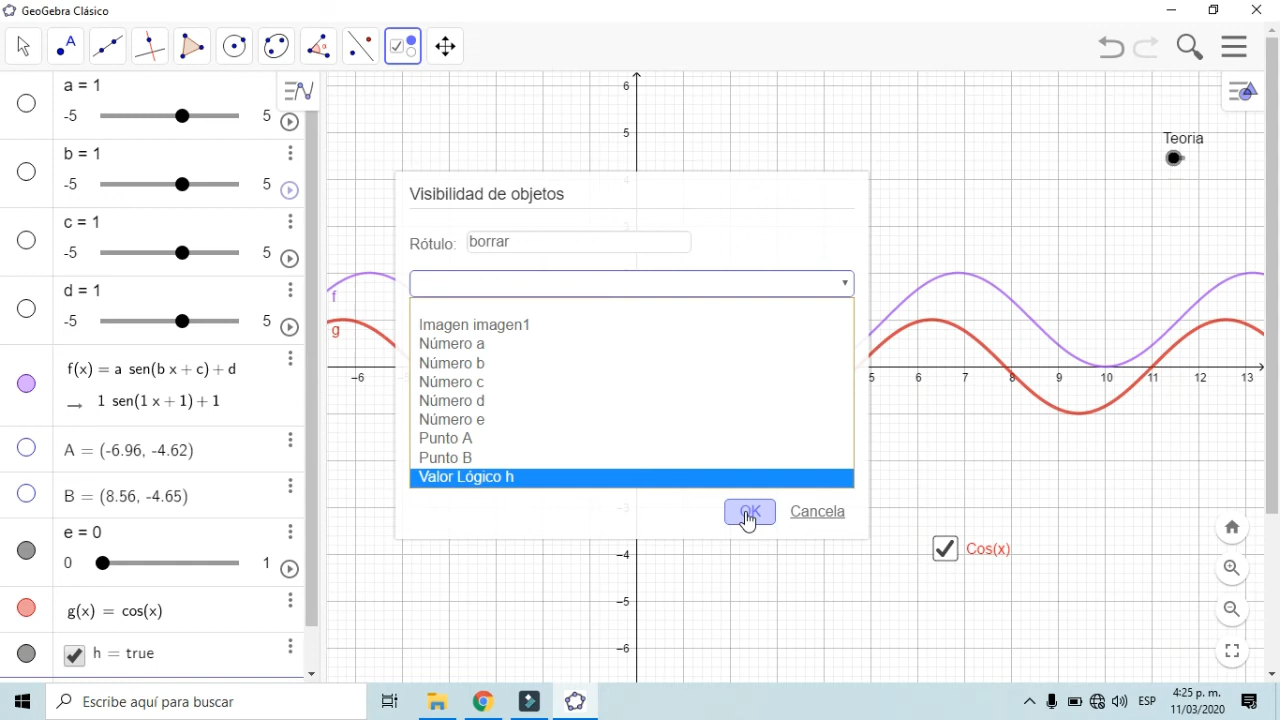 GeoGebra Clásico
a = 1
-5
5
b = 1
-5
5
c = 1
-5
5
d = 1
-5
5
f(x) = a sen(b x + c) + d
→ 1 sen(1 x + 1) + 1
A = (-6.96, -4.62)
B = (8.56, -4.65)
e = 0
0
1
g(x) = cos(x)
h = true
Visibilidad de objetos
Rótulo: borrar
Imagen imagen1
Número a
Número b
Número c
Número d
Número e
Punto A
Punto B
Valor Lógico h
OK
Cancela
Teoria
f
g
6
5
4
−3
−4
−5
−6
−6
5
6
7
8
9
10
11
12
13
Cos(x)
Escribe aquí para buscar
ESP
4:25 p. m.
11/03/2020